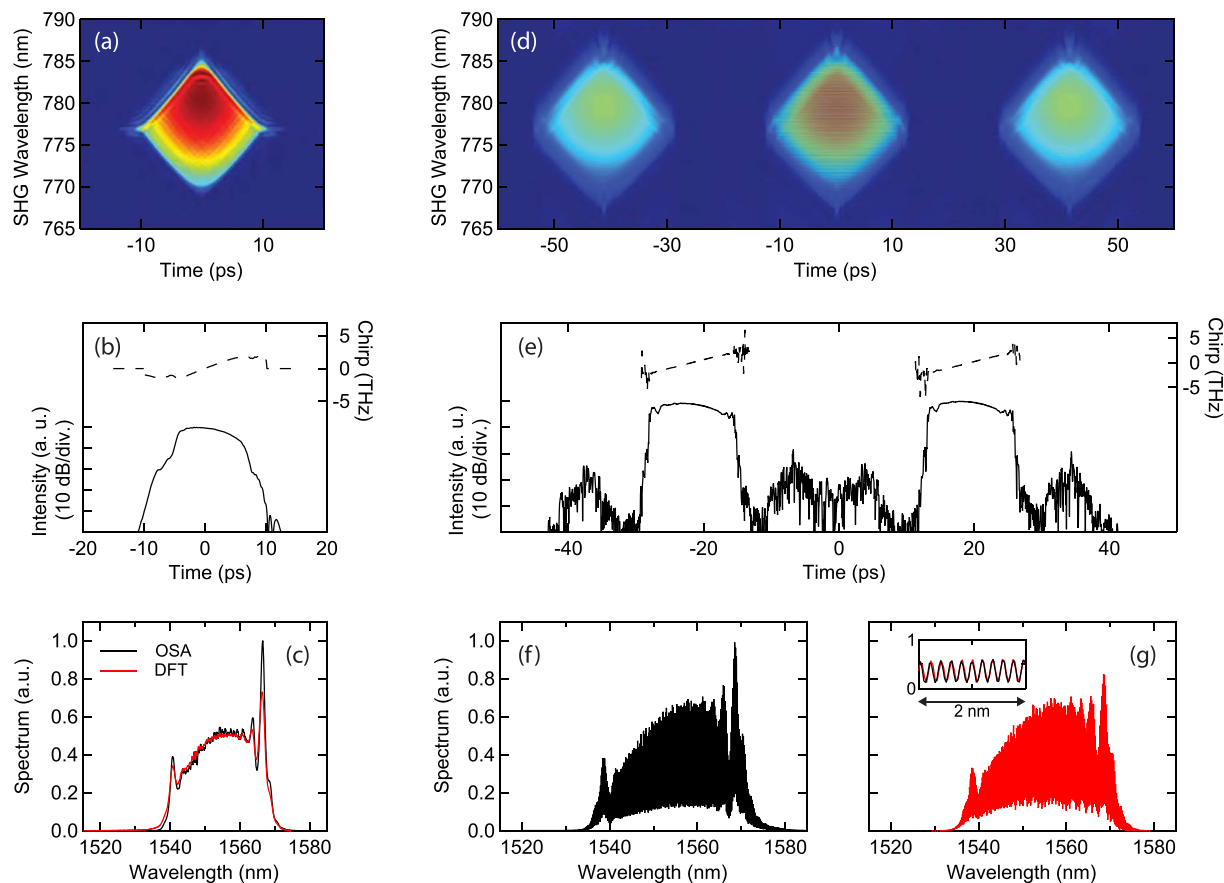 (a)
SHG Wavelength (nm)
790
785
780
775
770
765
-10
10
Time (ps)
(d)
SHG Wavelength (nm)
790
785
780
775
770
765
-50
-30
-10
10
30
50
Time (ps)
(b)
Intensity (a. u.)
(10 dB/div.)
Chirp (THz)
5
0
-5
-20
-10
0
10
20
Time (ps)
(e)
Intensity (a. u.)
(10 dB/div.)
Chirp (THz)
5
0
-5
-40
-20
0
20
40
Time (ps)
(c)
OSA
DFT
Spectrum (a.u.)
1.0
0.8
0.6
0.4
0.2
0.0
1520
1540
1560
1580
Wavelength (nm)
(f)
Spectrum (a.u.)
1.0
0.8
0.6
0.4
0.2
0.0
1520
1540
1560
1580
Wavelength (nm)
(g)
1
0
2 nm
1520
1540
1560
1580
Wavelength (nm)